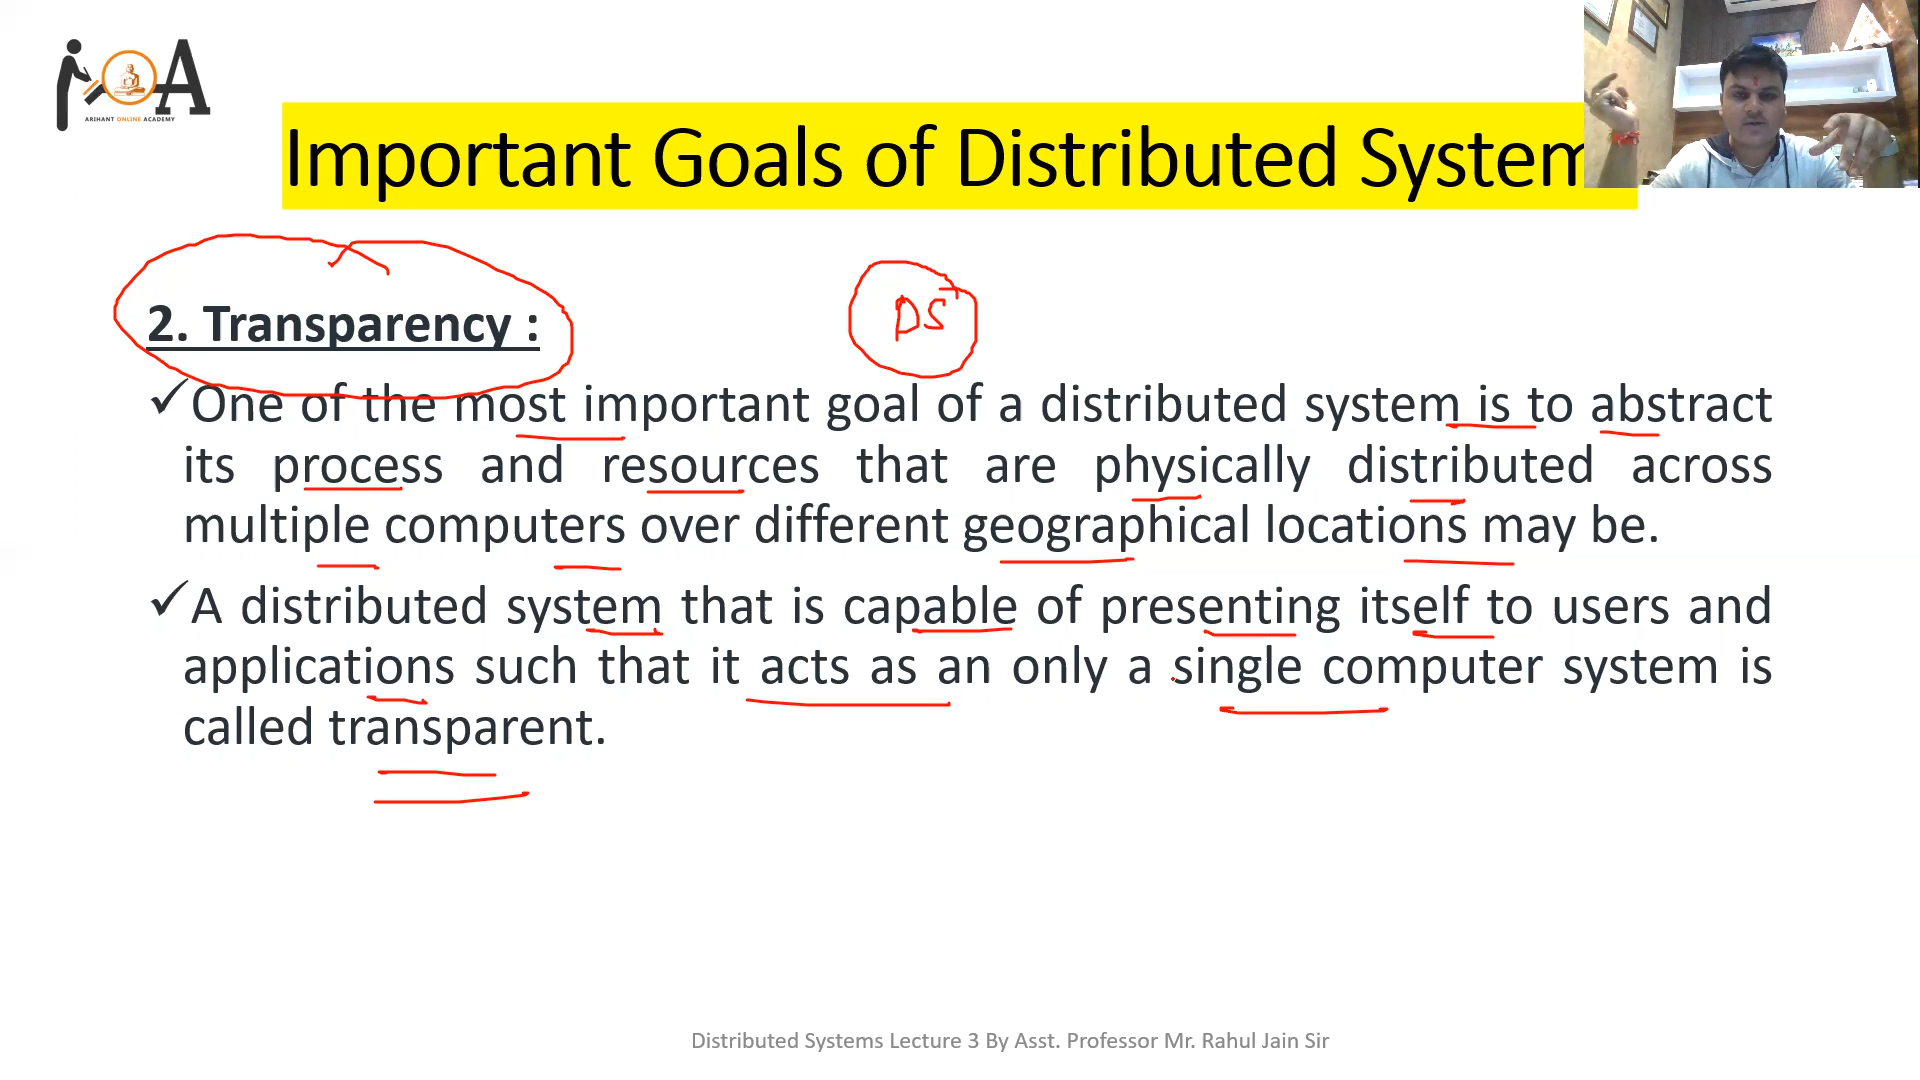 ARIHANT ONLINE ACADEMY
Important Goals of Distributed System
2. Transparency :
DS
✓One of the most important goal of a distributed system is to abstract
its process and resources that are physically distributed across
multiple computers over different geographical locations may be.
✓A distributed system that is capable of presenting itself to users and
applications such that it acts as an only a single computer system is
called transparent.
Distributed Systems Lecture 3 By Asst. Professor Mr. Rahul Jain Sir